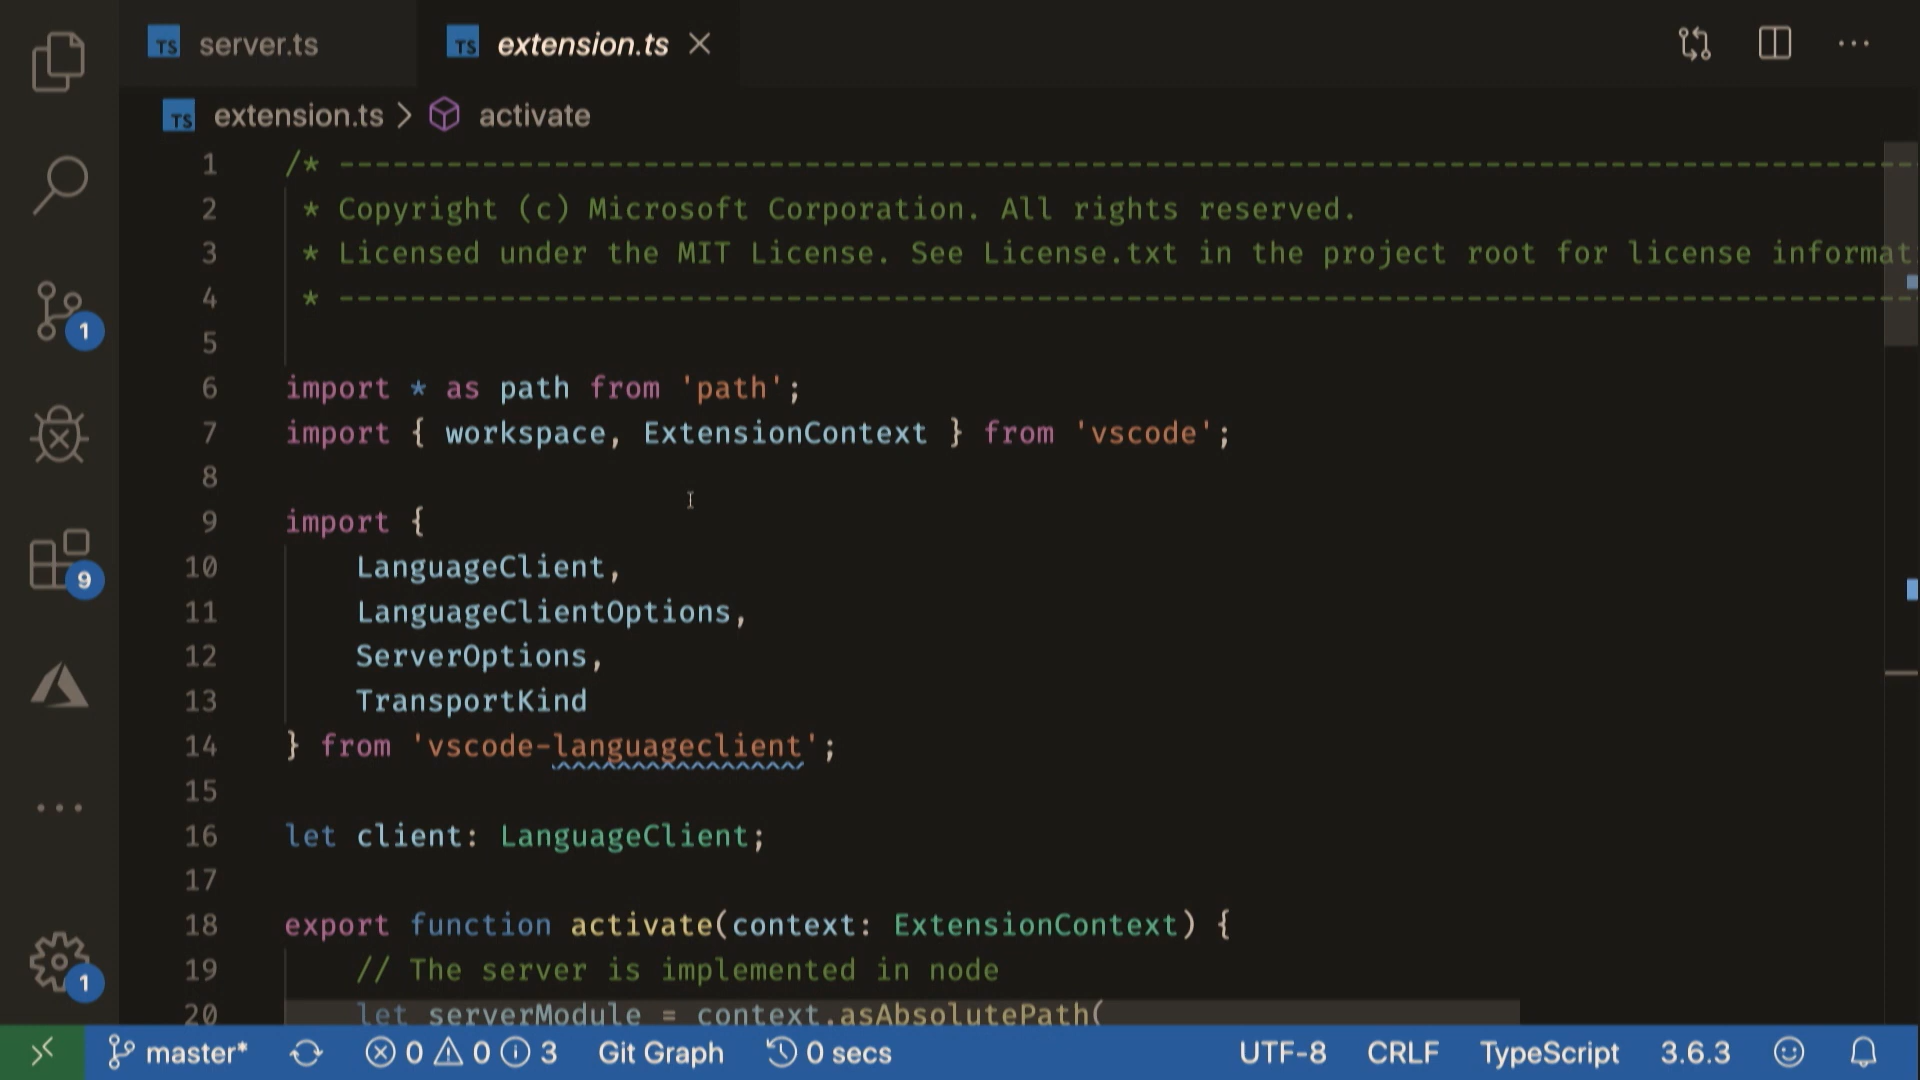 TS server.ts
TS extension.ts
TS extension.ts > activate
1 /* -----------------------------------------------------------------------------------------
2 * Copyright (c) Microsoft Corporation. All rights reserved.
3 * Licensed under the MIT License. See License.txt in the project root for license informat
4 * -----------------------------------------------------------------------------------------
5
6 import * as path from 'path';
7 import { workspace, ExtensionContext } from 'vscode';
8
9 import {
10 LanguageClient,
11 LanguageClientOptions,
12 ServerOptions,
13 TransportKind
14 } from 'vscode-languageclient';
15
16 let client: LanguageClient;
17
18 export function activate(context: ExtensionContext) {
19 // The server is implemented in node
20 let serverModule = context.asAbsolutePath(
1
9
1
master* 0 0 3 Git Graph 0 secs UTF-8 CRLF TypeScript 3.6.3